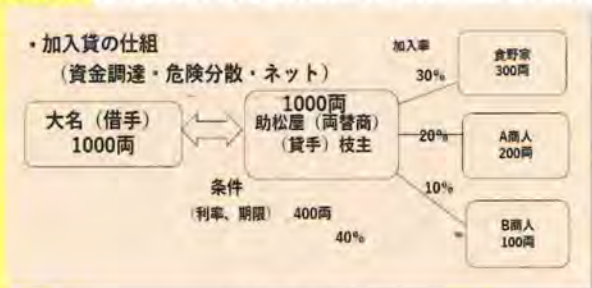 ・加入貸の仕組
（資金調達・危険分散・ネット）
加入率
大名（借手）
1000両
1000両
助松屋（両替商）
（貸手）枝主
30%
20%
10%
食野家
300両
A商人
200両
B商人
100両
条件
（利率、期限） 400両
40%